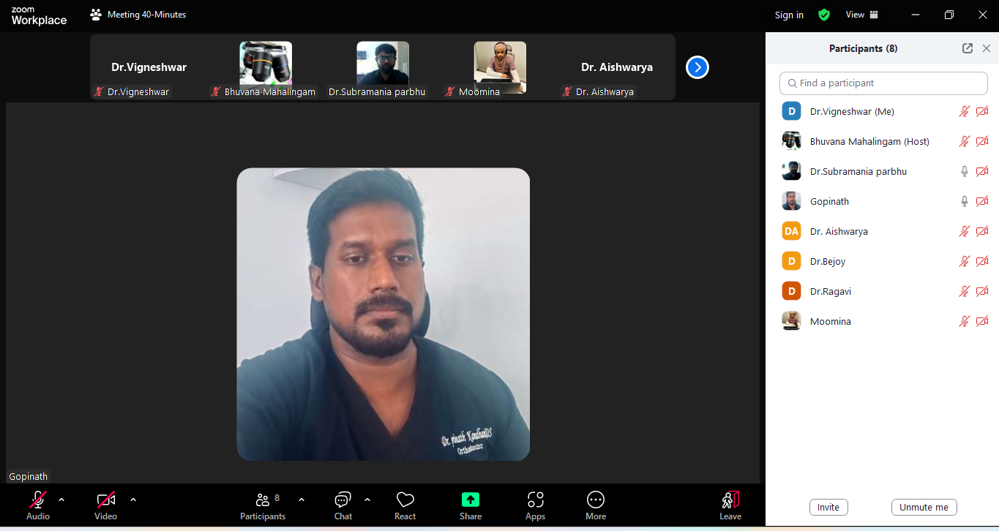 zoom
Workplace
Meeting 40-Minutes
Sign in
View
Dr.Vigneshwar
Dr. Aishwarya
Dr.Vigneshwar
Bhuvana Mahalingam
Dr.Subramania parbhu
Moomina
Dr. Aishwarya
Dr.
Orthodontist
Gopinath
Audio
Video
8
Participants
Chat
React
Share
Apps
More
Leave
Participants (8)
Find a participant
D Dr.Vigneshwar (Me)
Bhuvana Mahalingam (Host)
Dr.Subramania parbhu
Gopinath
DA Dr. Aishwarya
D Dr.Bejoy
D Dr.Ragavi
Moomina
Invite
Unmute me